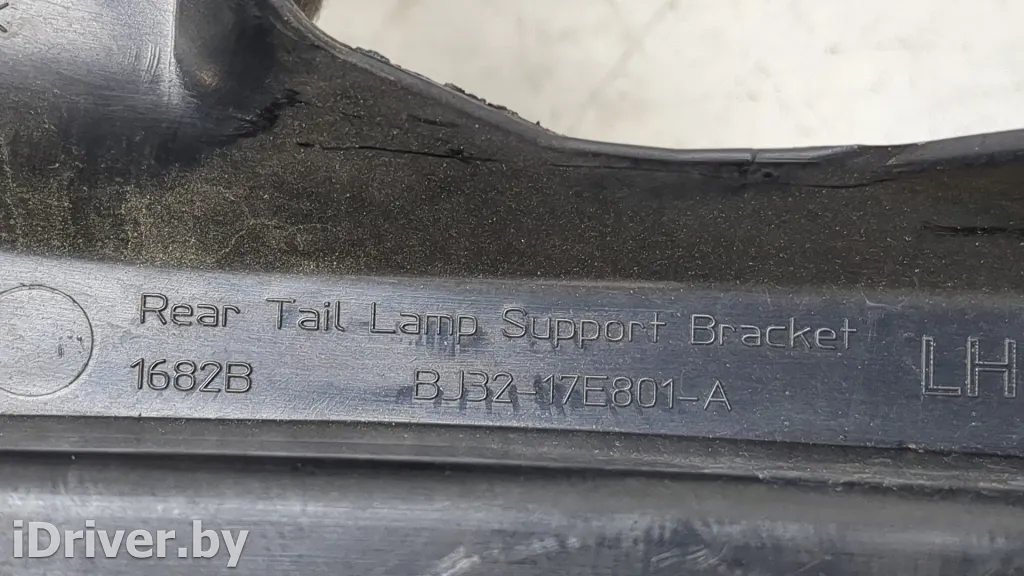 Rear Tail Lamp Support Bracket
1682B BJ32-17E801-A LH
iDriver.by